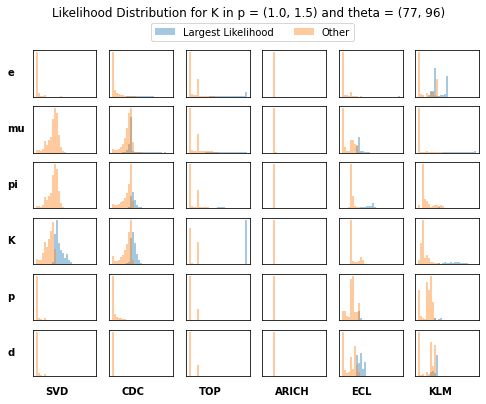 Likelihood Distribution for K in p = (1.0, 1.5) and theta = (77, 96)
Largest Likelihood Other
e
mu
pi
K
p
d
SVD CDC TOP ARICH ECL KLM